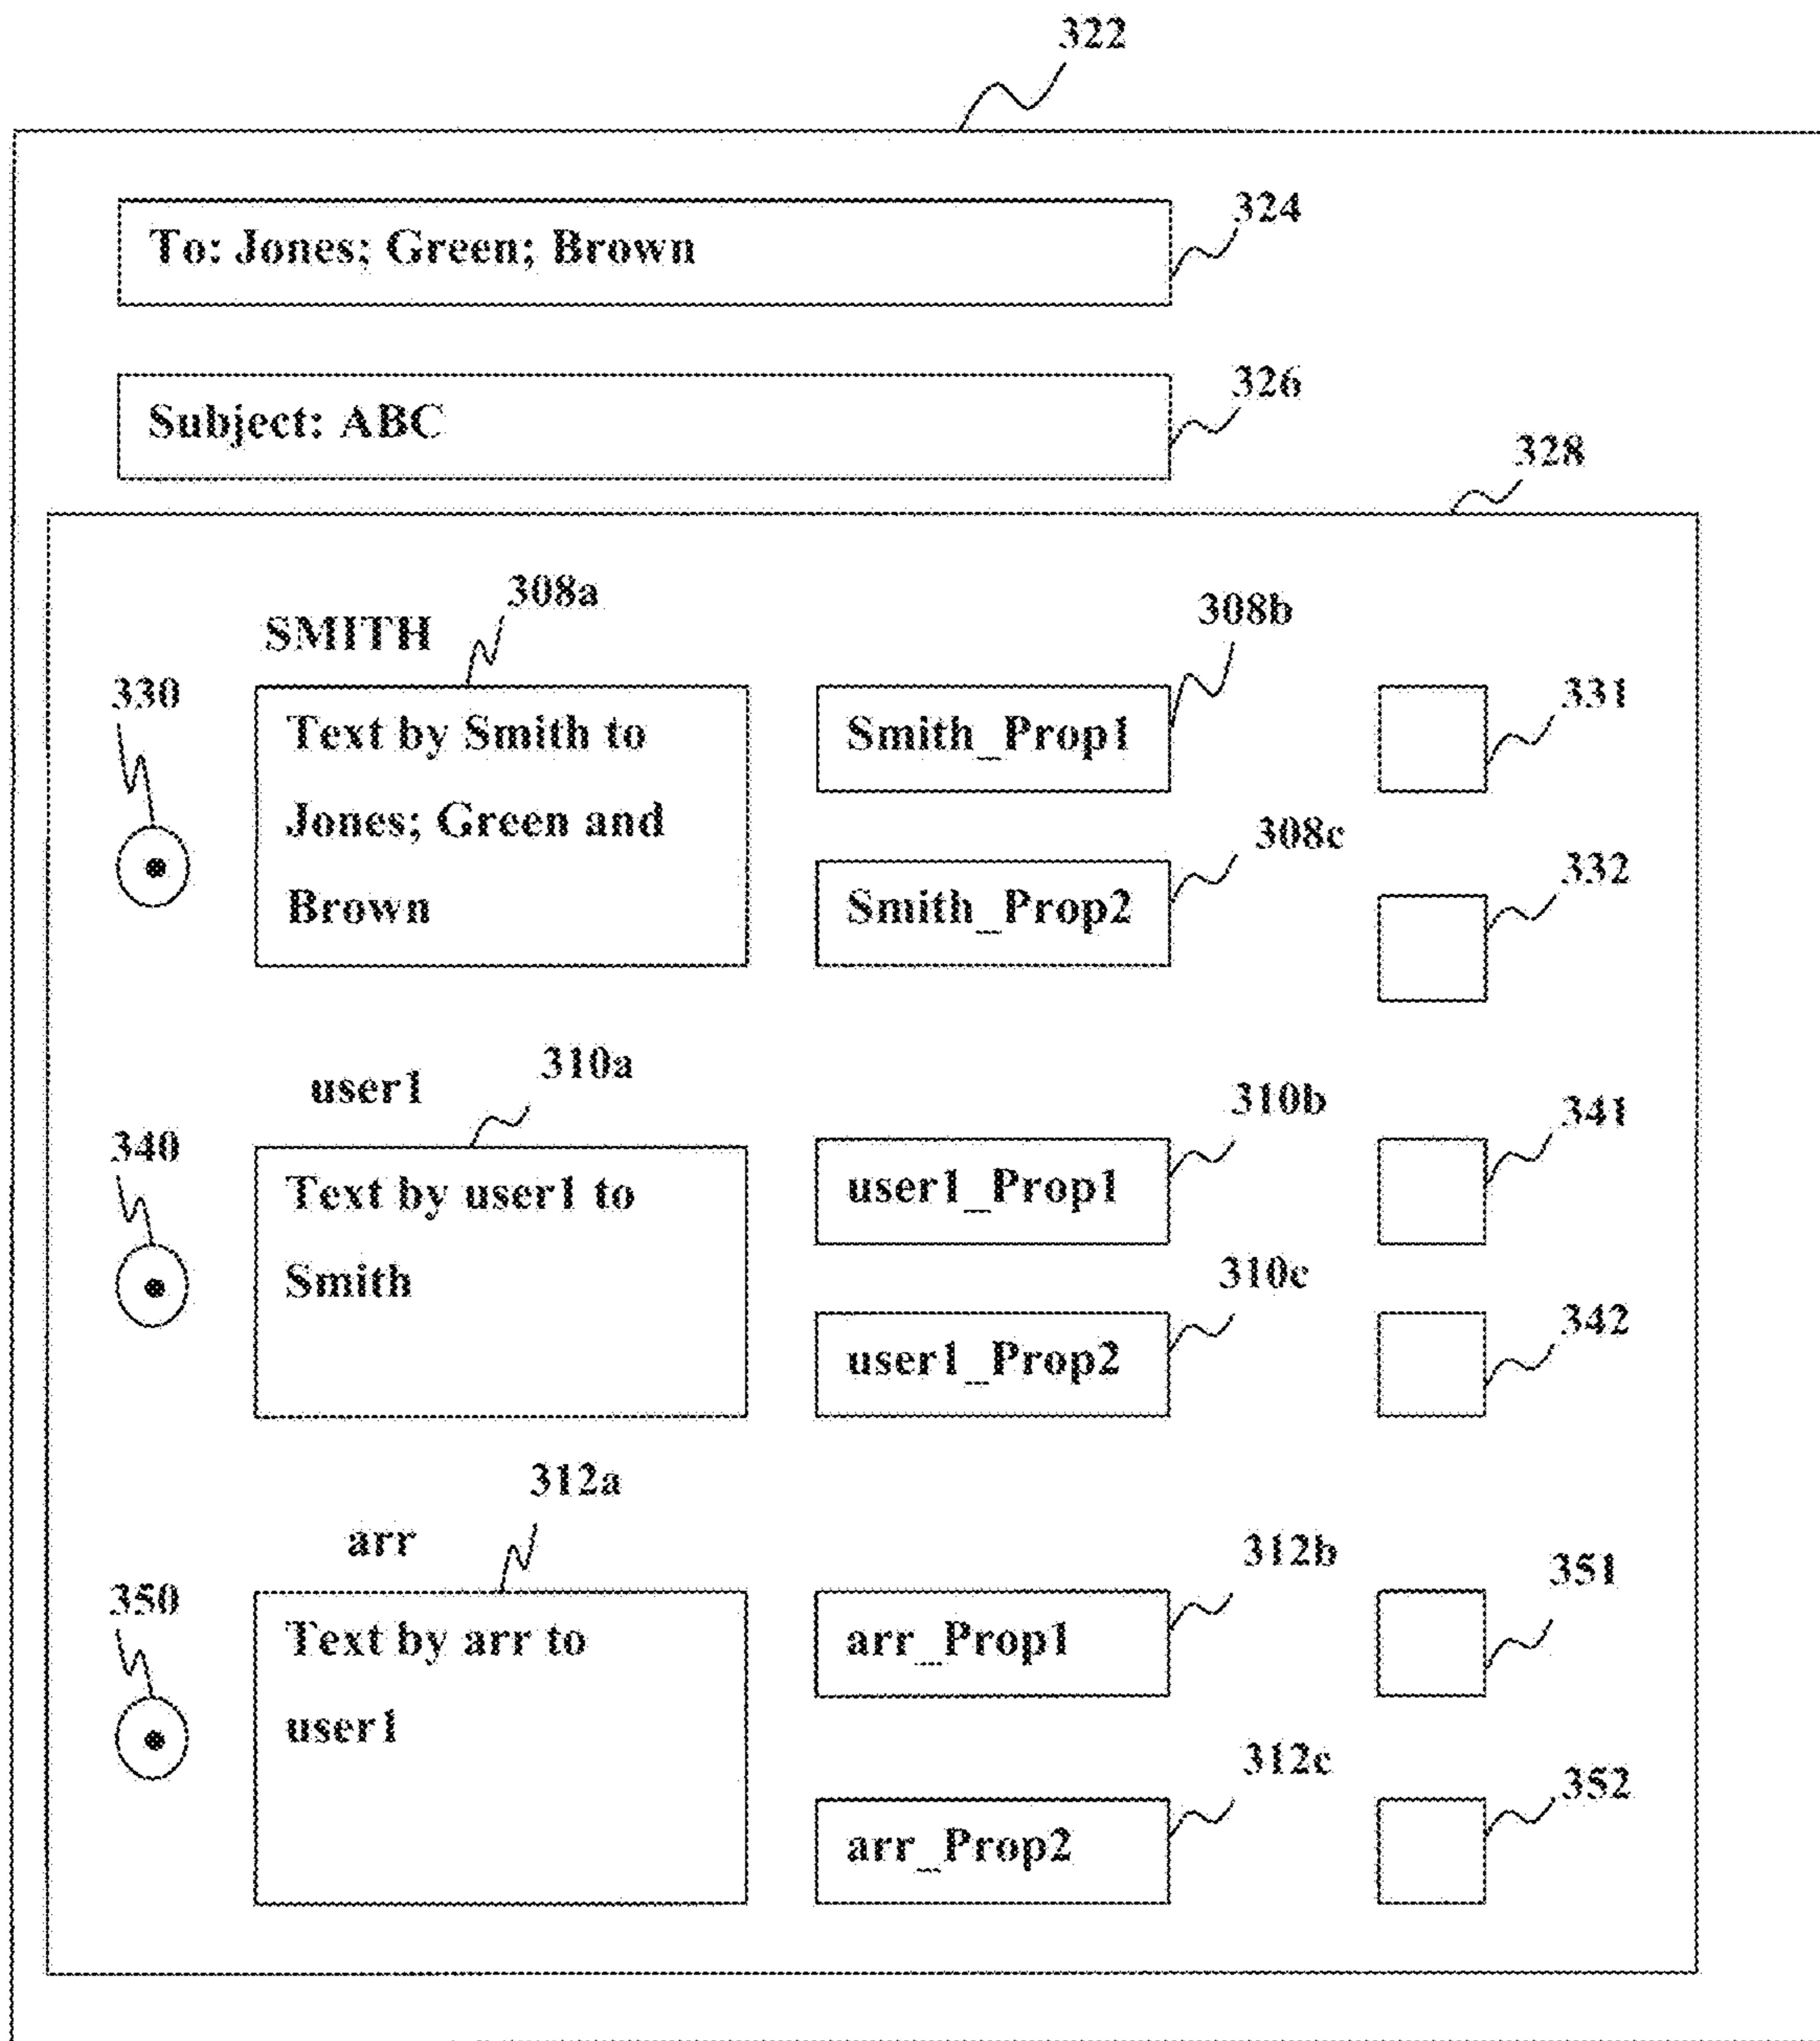 322
To: Jones; Green; Brown
324
Subject: ABC
326
328
SMITH
308a
308b
330
Text by Smith to
Jones; Green and
Brown
Smith_Prop1
331
308c
Smith_Prop2
332
user1
310a
310b
341
340
Text by user1 to
Smith
user1_Prop1
310c
user1_Prop2
342
312a
arr
312b
351
350
Text by arr to
user1
arr_Prop1
312c
arr_Prop2
352